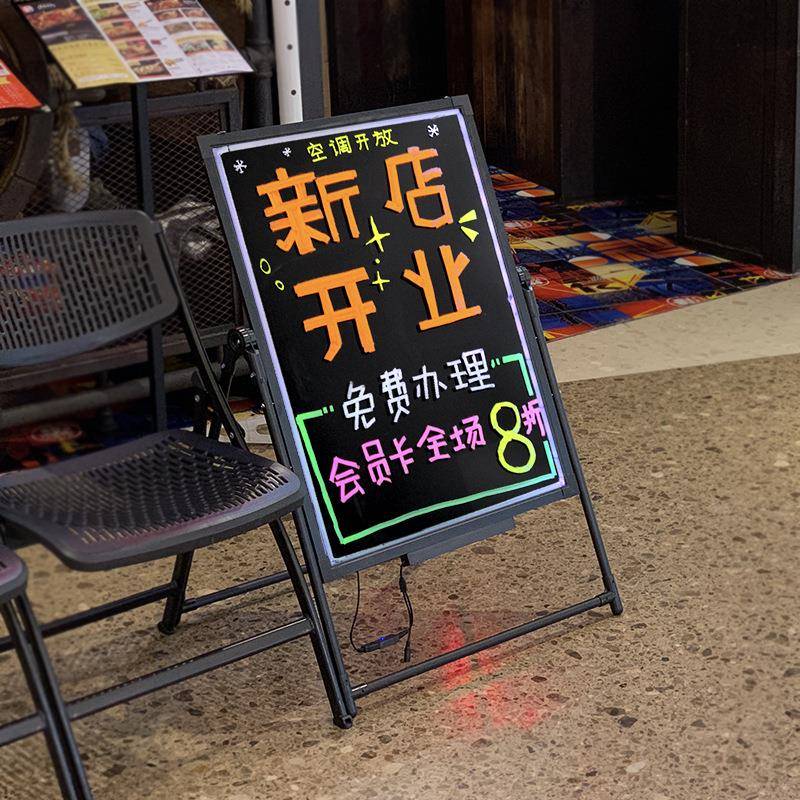 空调开放
新店
开业
免费办理
会员卡全场8折